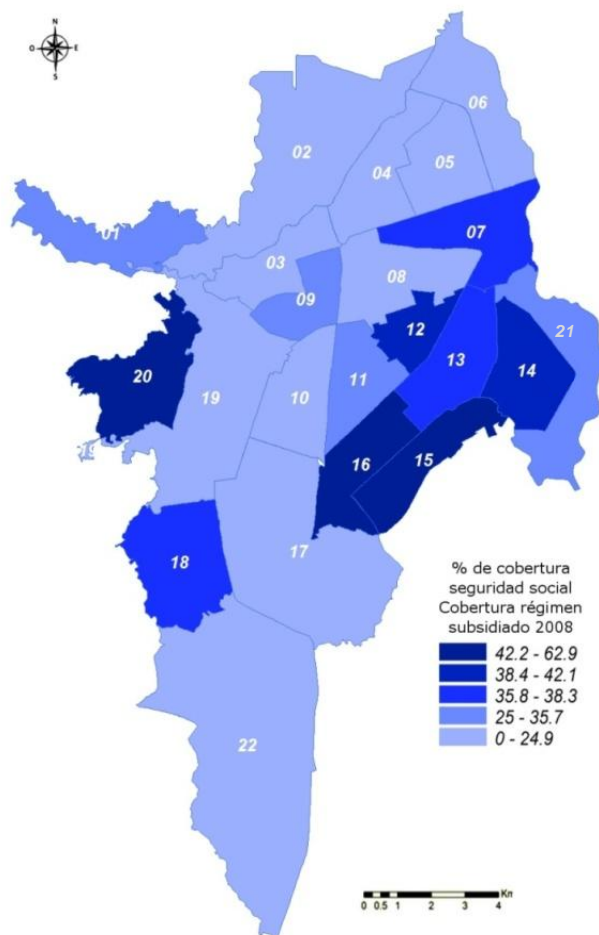 N
O E
S
06
02
05
04
01
07
03
08
09
12
21
13
14
20
19
10
11
19
16
15
17
18
% de cobertura
seguridad social
Cobertura régimen
subsidiado 2008
42.2 - 62.9
38.4 - 42.1
35.8 - 38.3
25 - 35.7
0 - 24.9
22
Km
0 0.5 1 2 3 4